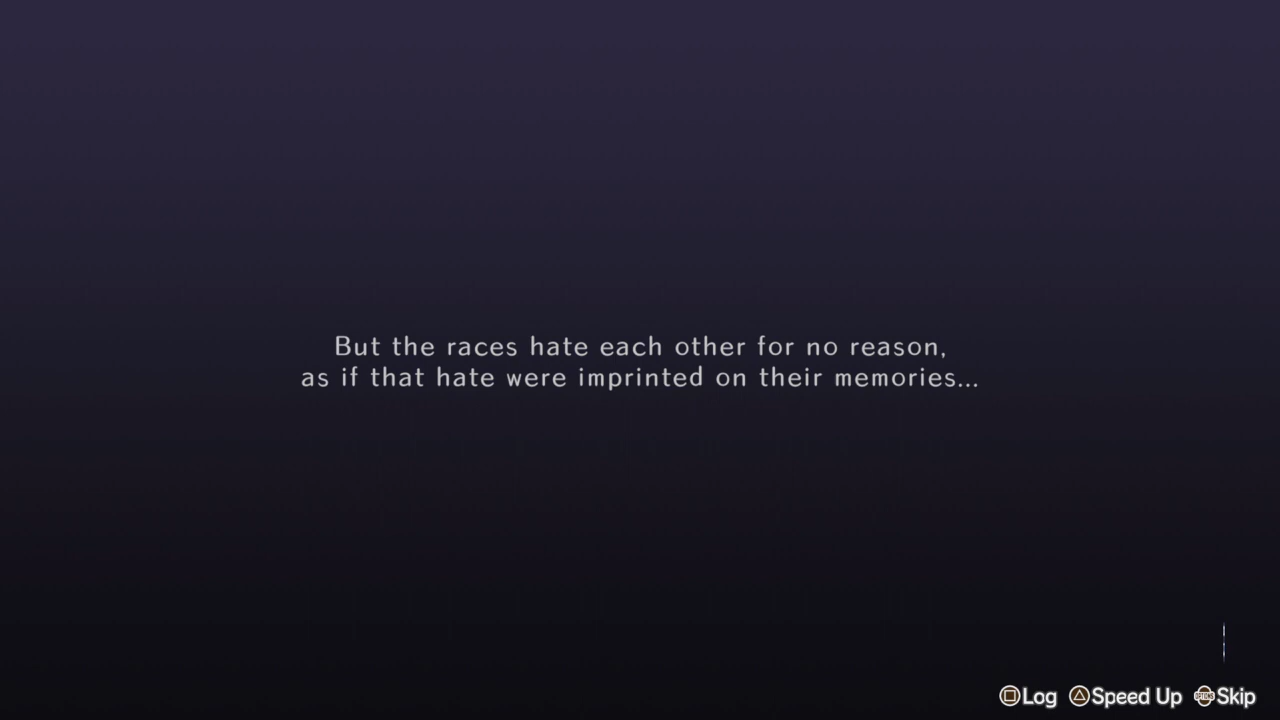 But the races hate each other for no reason,
as if that hate were imprinted on their memories...
Log Speed Up OPTIONS Skip